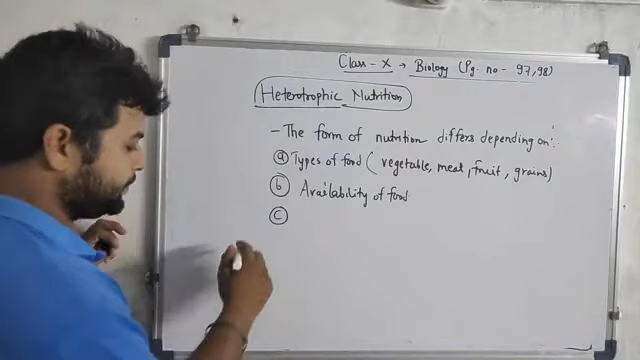 Class-X → Biology (Pg. no - 97,98)
Heterotrophic Nutrition
- The form of nutrition differs depending on:
(a) Types of food (vegetable, meat, fruit, grains)
(b) Availability of food
(c)